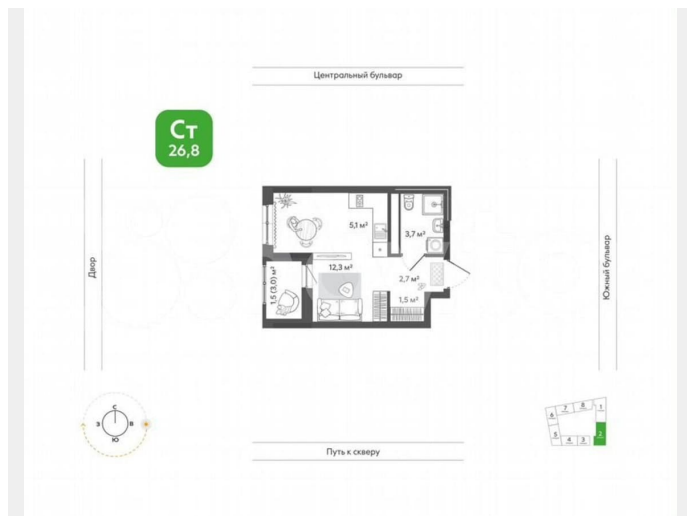 Центральный бульвар
Ст
26,8
5,1 м²
3,7 м²
12,3 м²
2,7 м²
1,5 м²
1,5 (3,0) м²
Двор
Южный бульвар
С
З
В
Ю
Путь к скверу
8
7
6
5
4
3
2
1